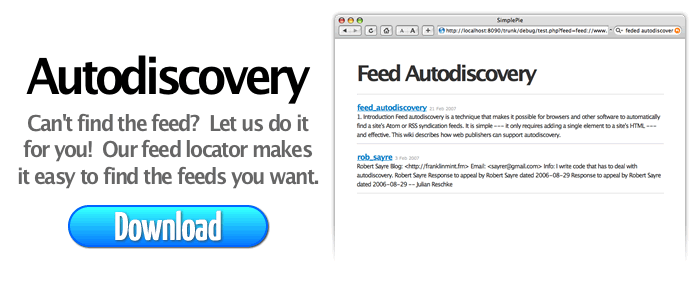 Autodiscovery
Can't find the feed? Let us do it
for you! Our feed locator makes
it easy to find the feeds you want.
Download
SimplePie
http://localhost:8090/trunk/debug/test.php?feed=feed://www.
feded autodiscover
A A
Feed Autodiscovery
feed_autodiscovery 21 Feb 2007
1. Introduction Feed autodiscovery is a technique that makes it possible for browsers and other software to automatically
find a site's Atom or RSS syndication feeds. It is simple --- it only requires adding a single element to a site's HTML ---
and effective. This wiki describes how web publishers can support autodiscovery.
rob_sayre 5 Feb 2007
Robert Sayre Blog: <http://franklinmint.fm> Email: <sayrer@gmail.com> Info: I write code that has to deal with
autodiscovery. Robert Sayre Response to appeal by Robert Sayre dated 2006-08-29 Response to appeal by Robert Sayre
dated 2006-08-29 -- Julian Reschke